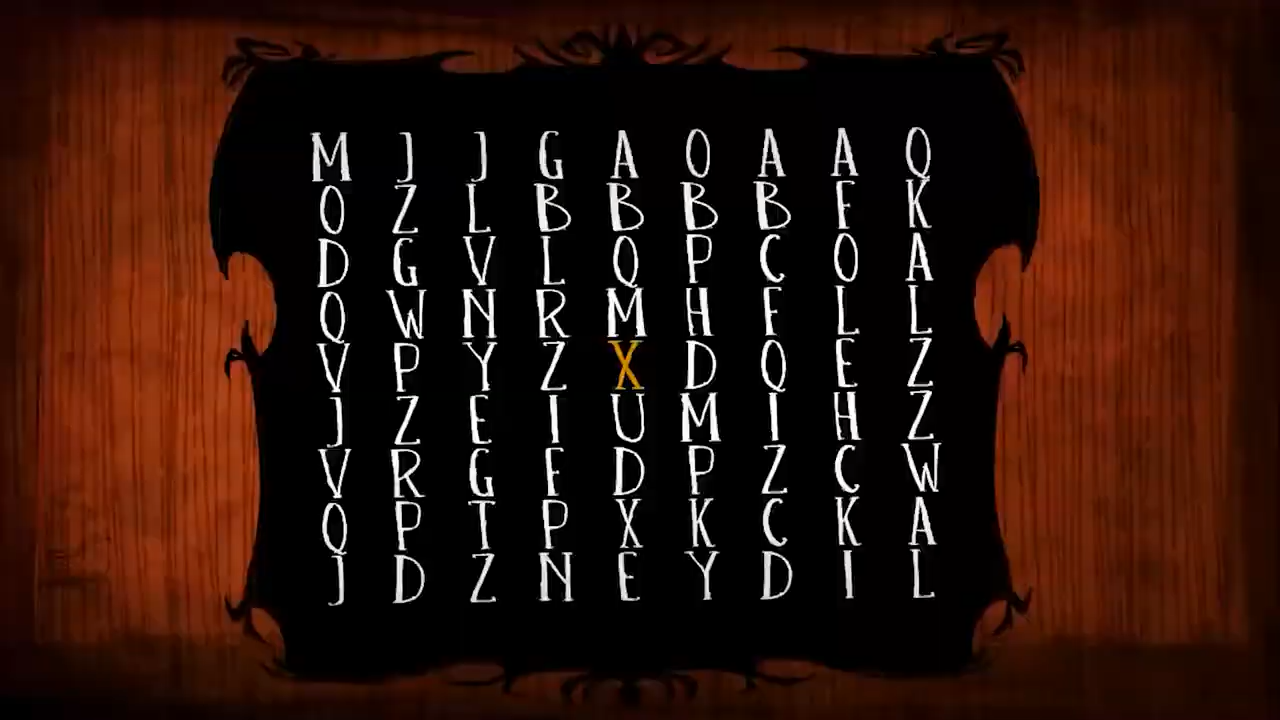 M J J G A O A A Q
O Z L B B B B F K
D G V L Q P C O A
Q W N R M H F L L
V P Y Z X D Q E Z
J Z E I U M I H Z
V R G F D P Z C W
Q P T P X K C K A
J D Z N E Y D I L